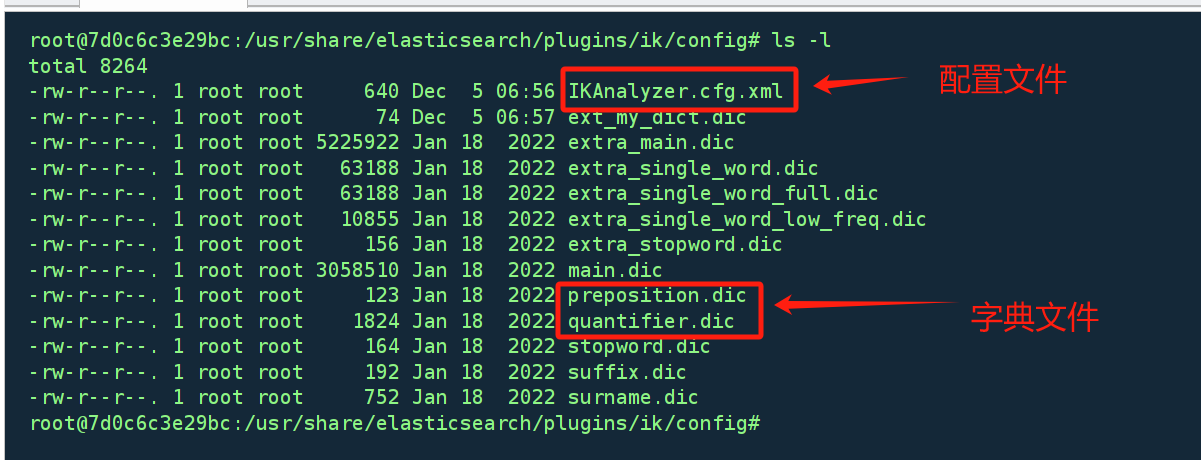 root@7d0c6c3e29bc:/usr/share/elasticsearch/plugins/ik/config# ls -l
total 8264
-rw-r--r--. 1 root root     640 Dec  5 06:56 IKAnalyzer.cfg.xml 配置文件
-rw-r--r--. 1 root root      74 Dec  5 06:57 ext_my_dict.dic
-rw-r--r--. 1 root root 5225922 Jan 18  2022 extra_main.dic
-rw-r--r--. 1 root root   63188 Jan 18  2022 extra_single_word.dic
-rw-r--r--. 1 root root   63188 Jan 18  2022 extra_single_word_full.dic
-rw-r--r--. 1 root root   10855 Jan 18  2022 extra_single_word_low_freq.dic
-rw-r--r--. 1 root root     156 Jan 18  2022 extra_stopword.dic
-rw-r--r--. 1 root root 3058510 Jan 18  2022 main.dic
-rw-r--r--. 1 root root     123 Jan 18  2022 preposition.dic
-rw-r--r--. 1 root root    1824 Jan 18  2022 quantifier.dic 字典文件
-rw-r--r--. 1 root root     164 Jan 18  2022 stopword.dic
-rw-r--r--. 1 root root     192 Jan 18  2022 suffix.dic
-rw-r--r--. 1 root root     752 Jan 18  2022 surname.dic
root@7d0c6c3e29bc:/usr/share/elasticsearch/plugins/ik/config#